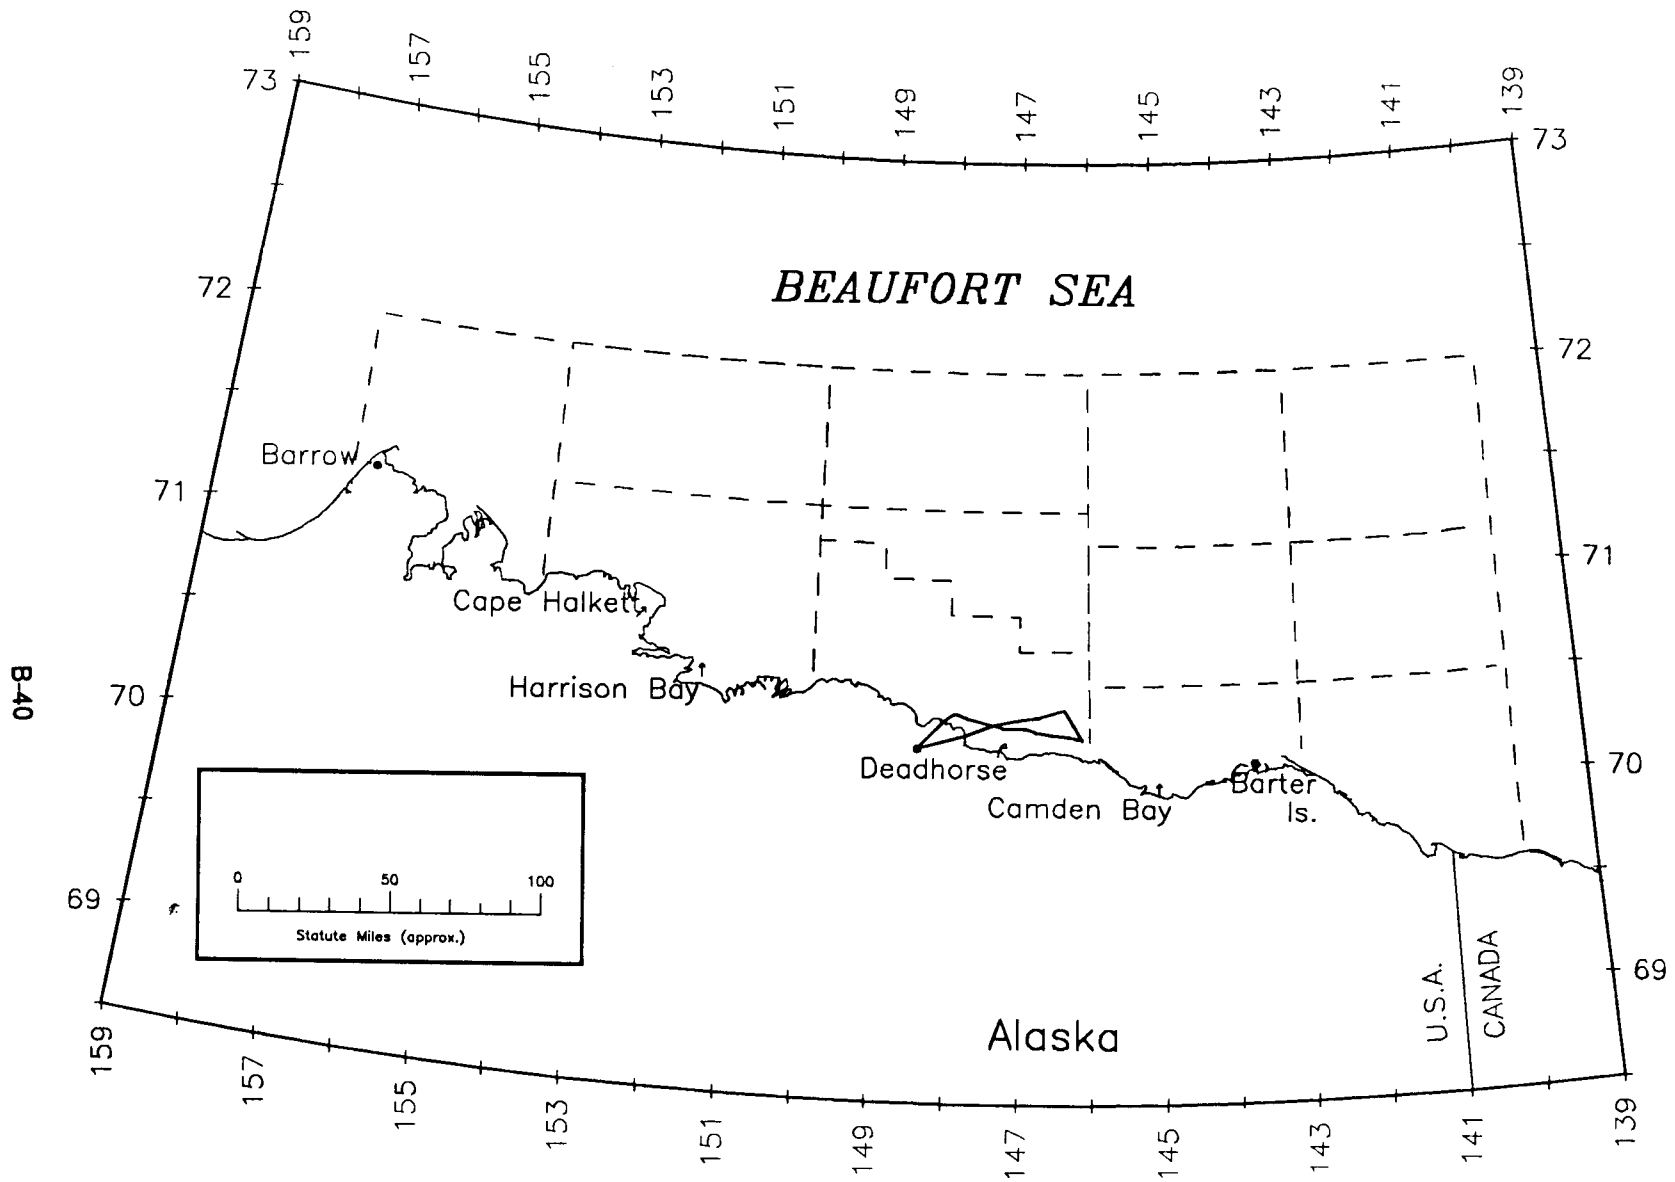 159
157
155
153
151
149
147
145
143
141
139
73
73
72
72
BEAUFORT SEA
Barrow
71
71
Cape Halkett
Harrison Bay
70
70
Deadhorse
Camden Bay
Barter
Is.
69
69
0 50 100
Statute Miles (approx.)
U.S.A.
CANADA
Alaska
159
157
155
153
151
149
147
145
143
141
139
B-40